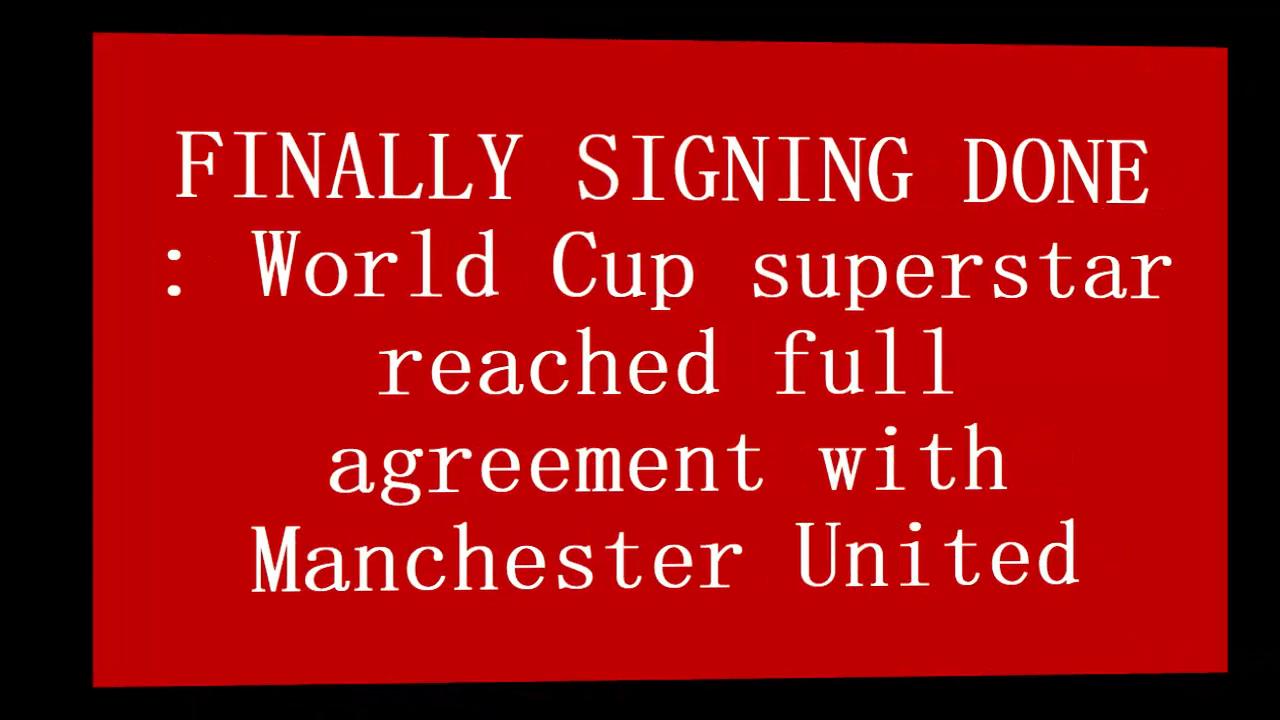 FINALLY SIGNING DONE
: World Cup superstar
reached full
agreement with
Manchester United